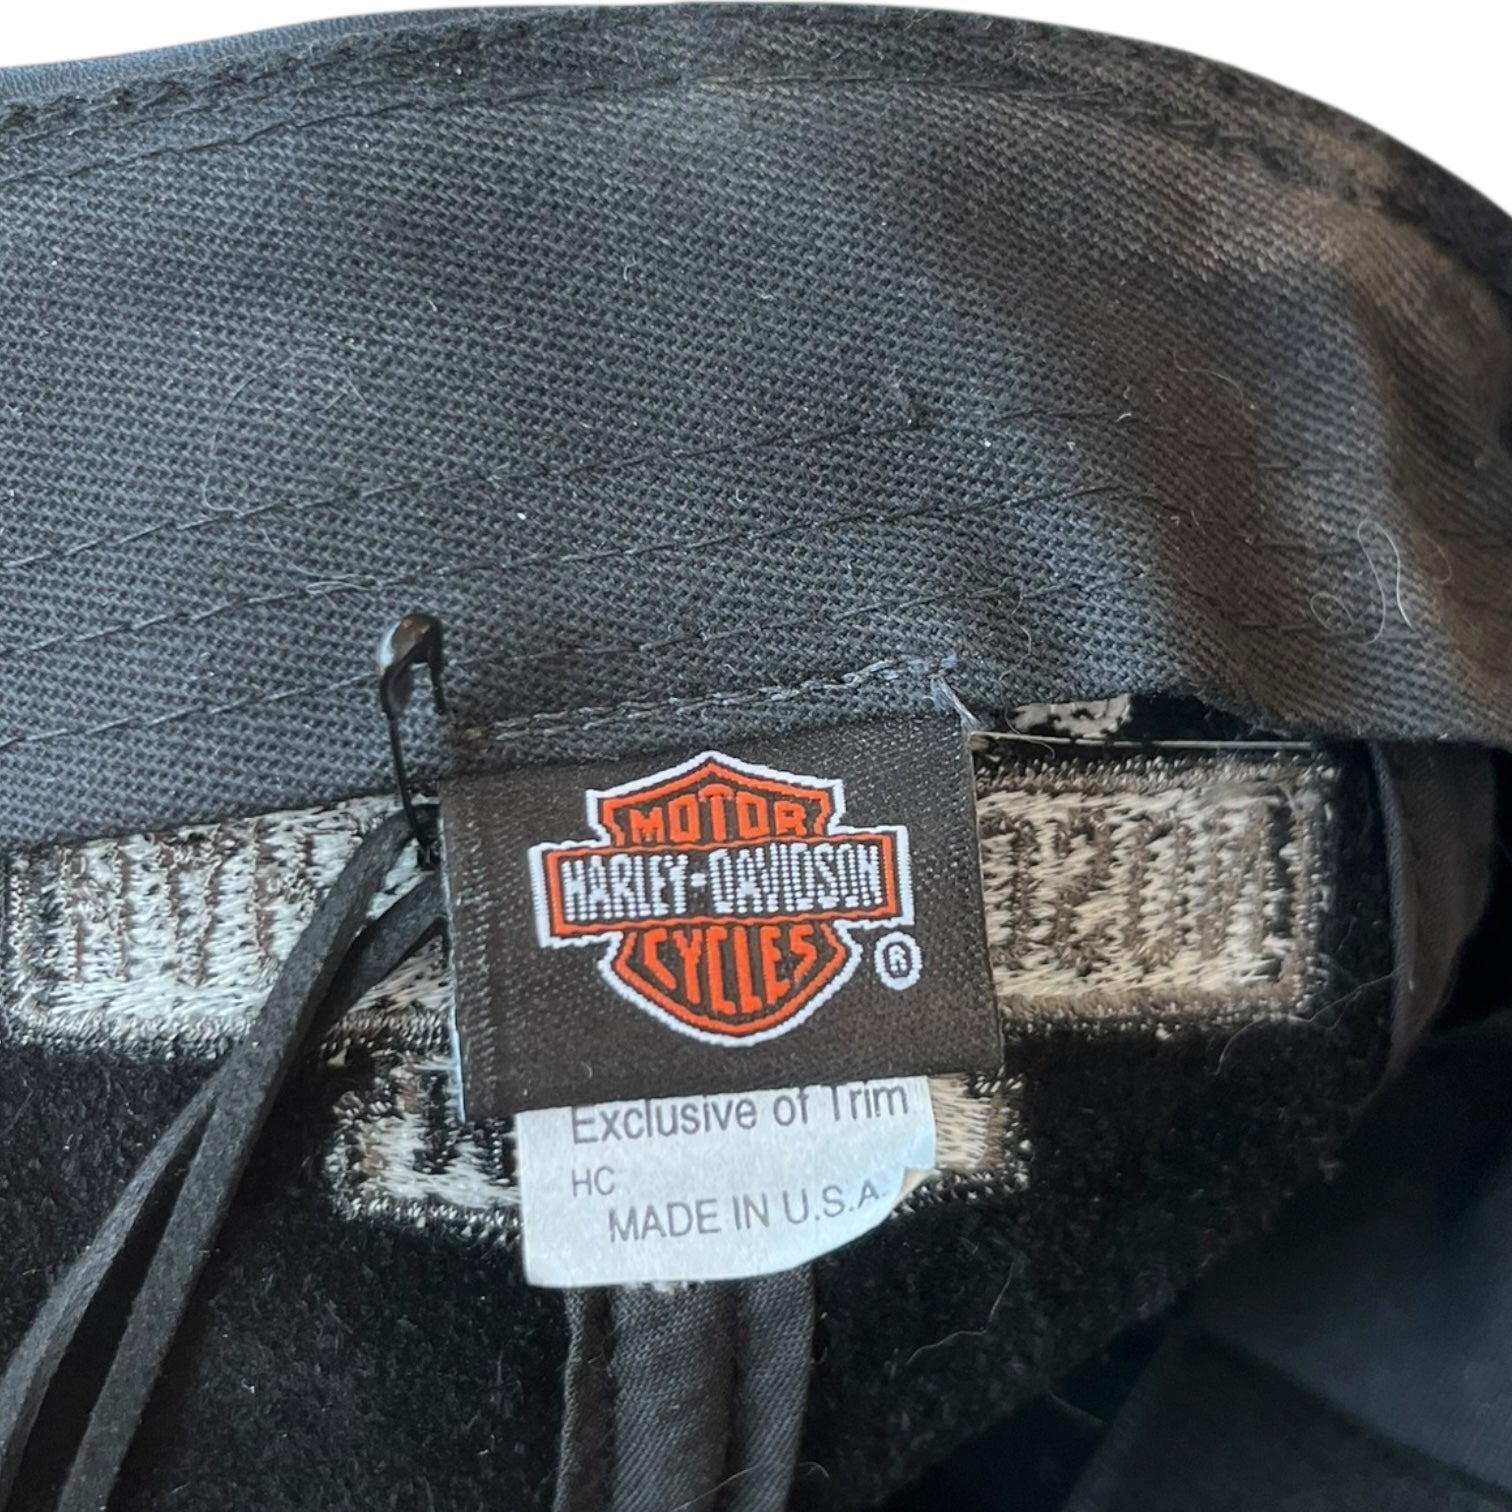 MOTOR
HARLEY-DAVIDSON
CYCLES
®
Exclusive of Trim
HC
MADE IN U.S.A.